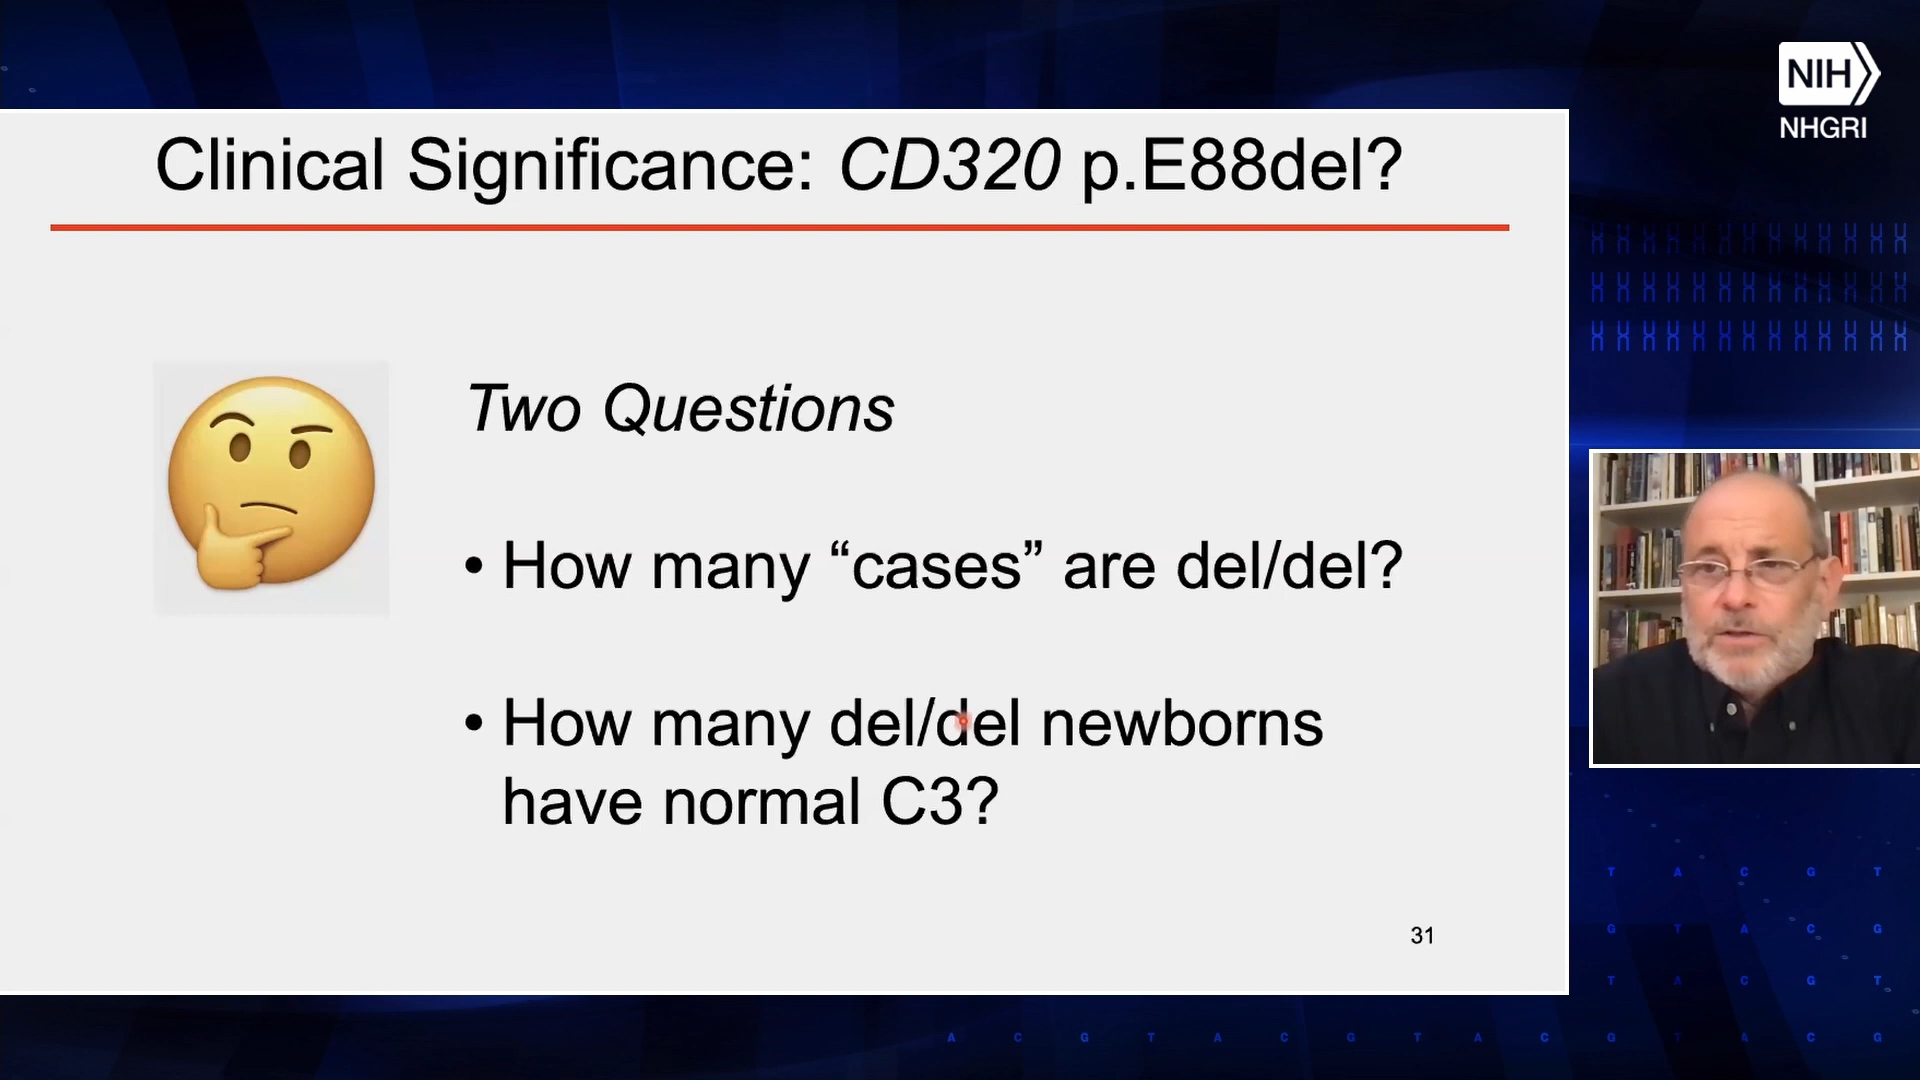 NIH
NHGRI
Clinical Significance: CD320 p.E88del?
Two Questions
• How many “cases” are del/del?
• How many del/del newborns
have normal C3?
31
T A C G T
G T A C G
T A C G T
A C G T A C G T A C G T A C G